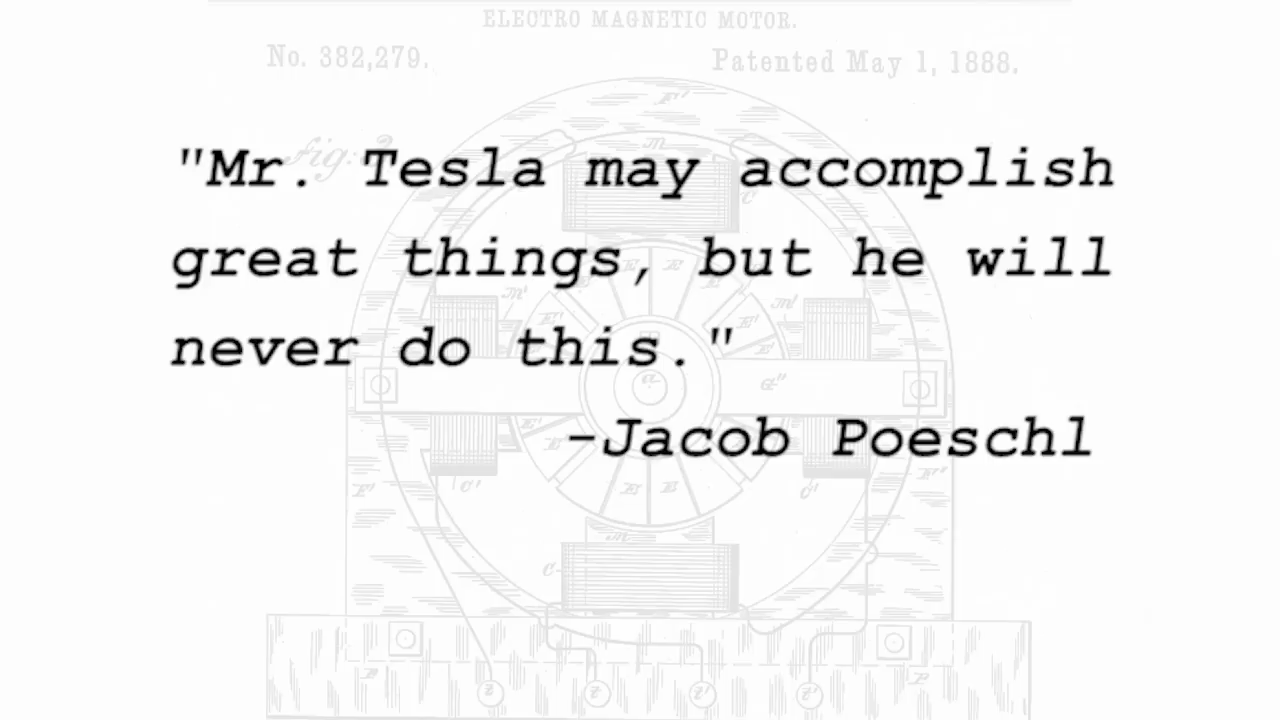 ELECTRO MAGNETIC MOTOR.
No. 382,279.
Patented May 1, 1888.
"Mr. Tesla may accomplish
great things, but he will
never do this."
-Jacob Poeschl